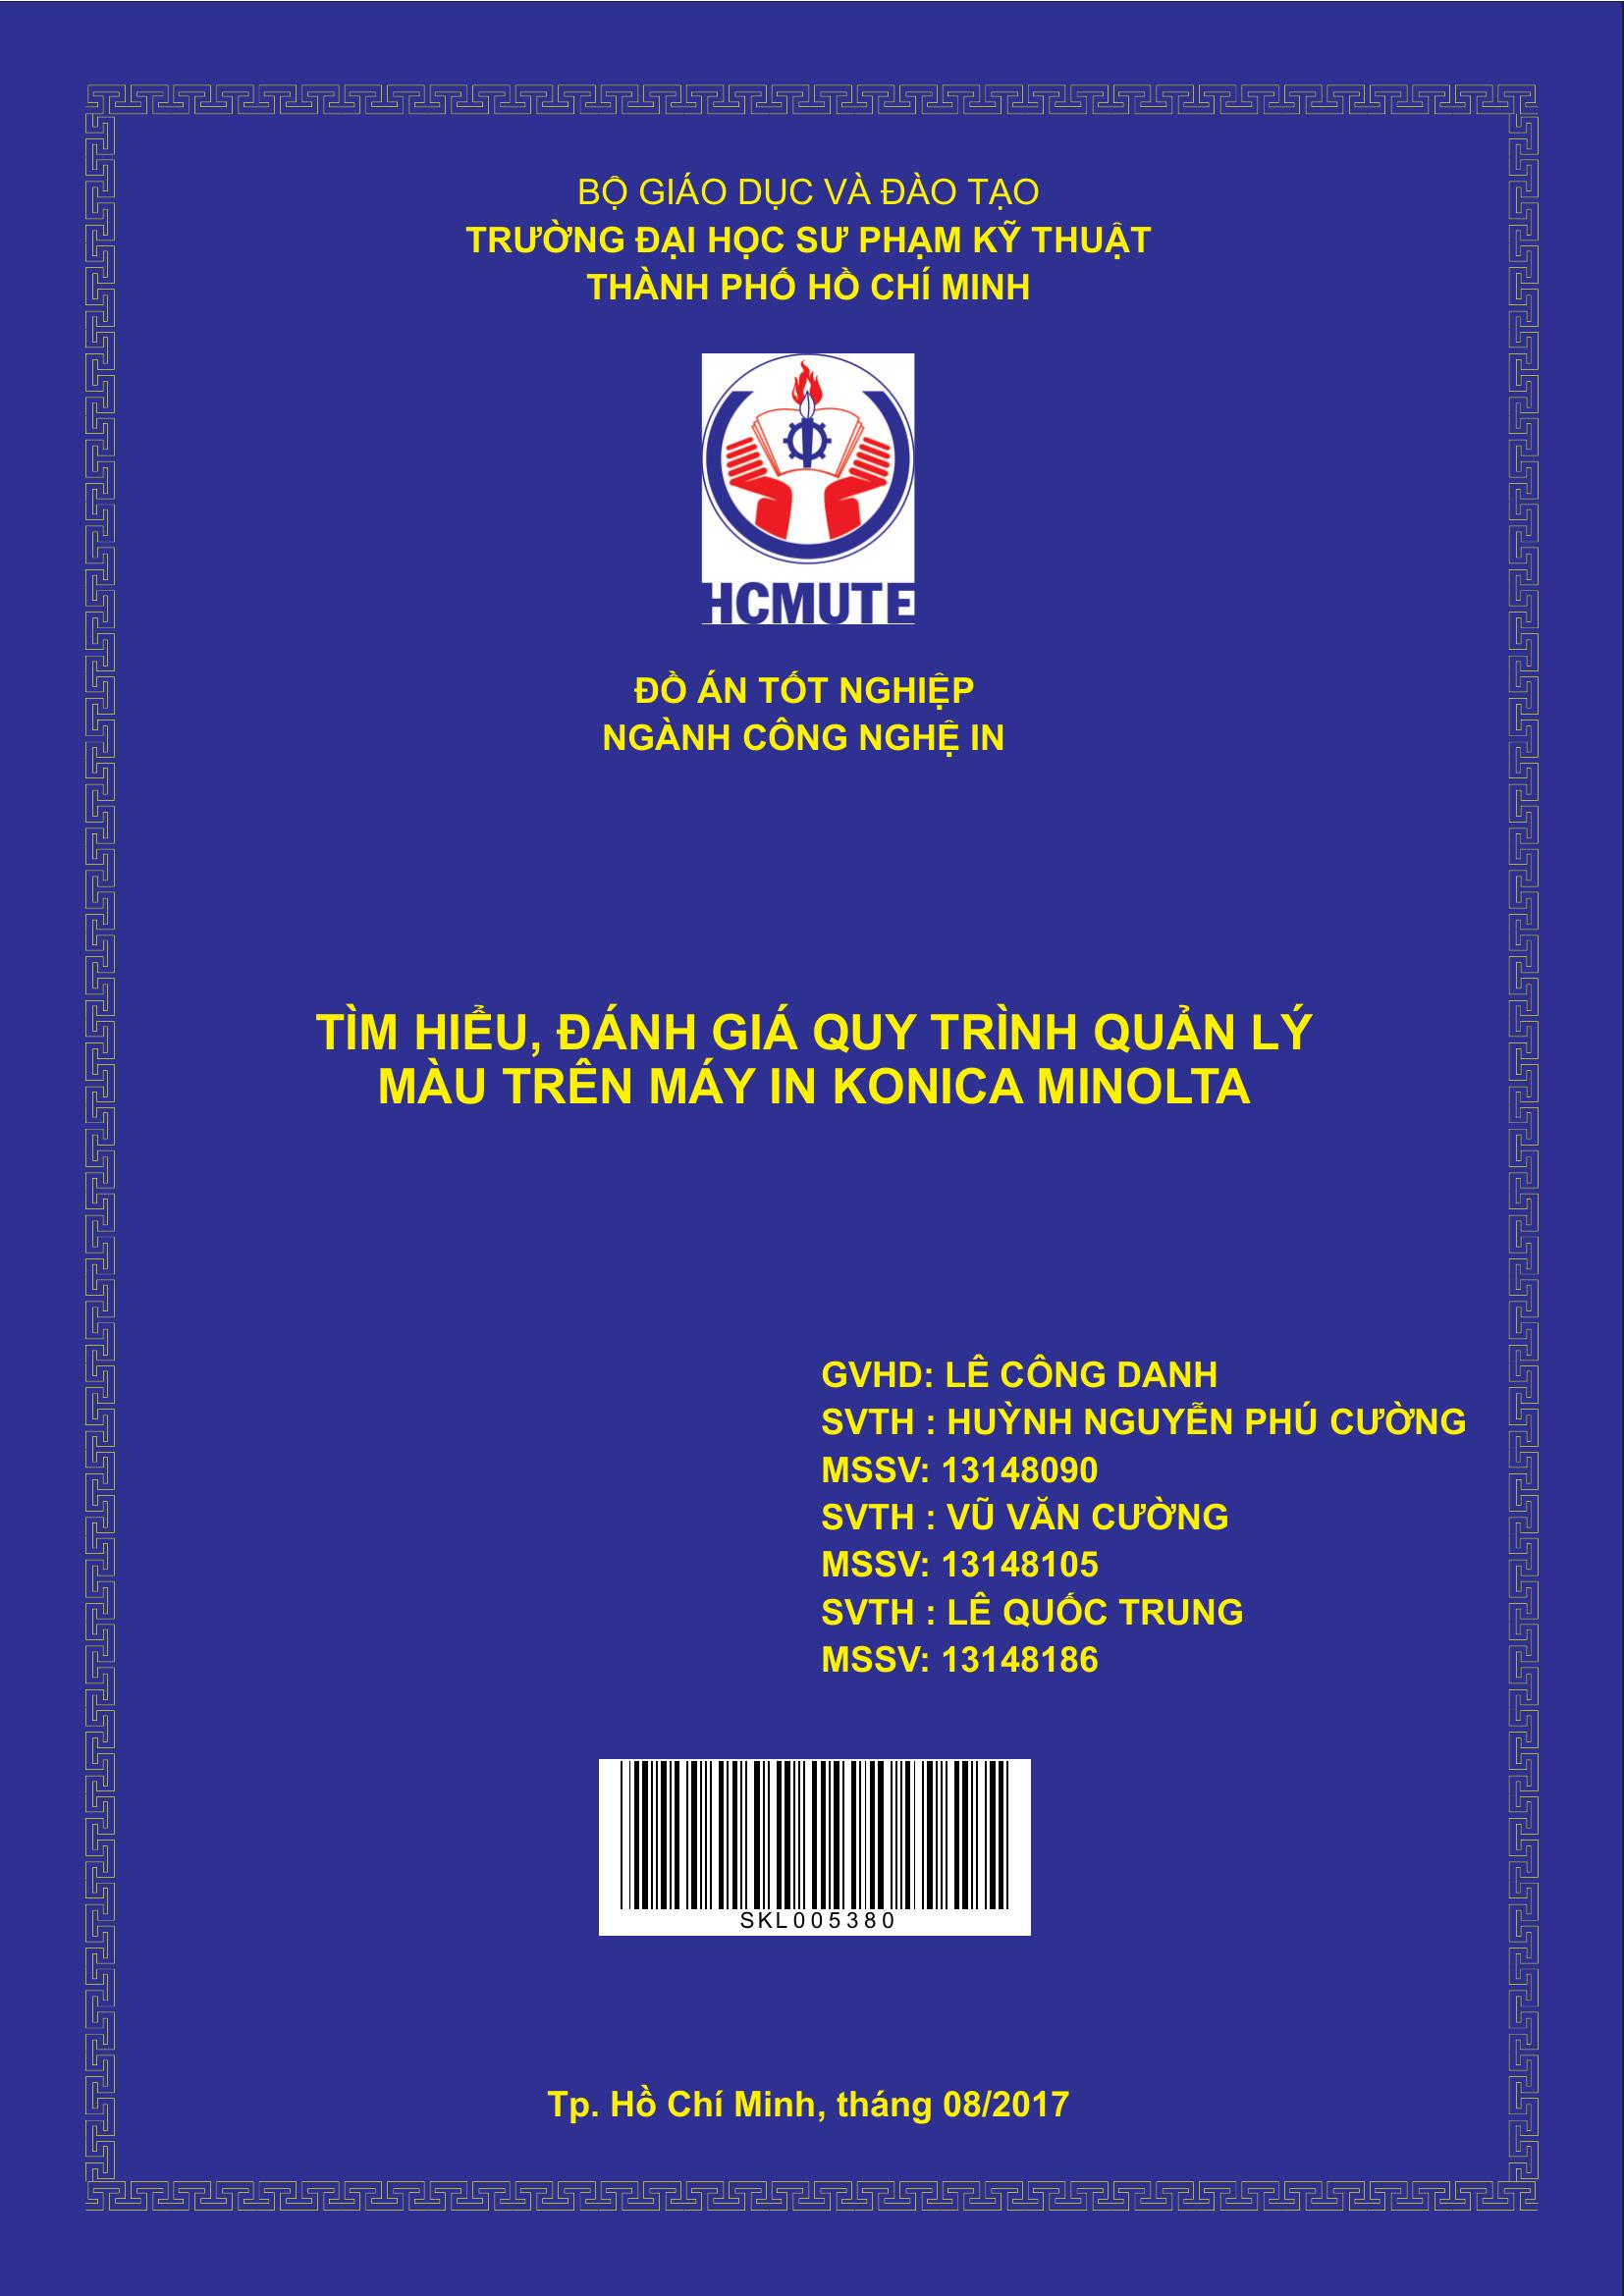 BỘ GIÁO DỤC VÀ ĐÀO TẠO
TRƯỜNG ĐẠI HỌC SƯ PHẠM KỸ THUẬT
THÀNH PHỐ HỒ CHÍ MINH
HCMUTE
ĐỒ ÁN TỐT NGHIỆP
NGÀNH CÔNG NGHỆ IN
TÌM HIỂU, ĐÁNH GIÁ QUY TRÌNH QUẢN LÝ
MÀU TRÊN MÁY IN KONICA MINOLTA
GVHD: LÊ CÔNG DANH
SVTH : HUỲNH NGUYỄN PHÚ CƯỜNG
MSSV: 13148090
SVTH : VŨ VĂN CƯỜNG
MSSV: 13148105
SVTH : LÊ QUỐC TRUNG
MSSV: 13148186
SKL005380
Tp. Hồ Chí Minh, tháng 08/2017